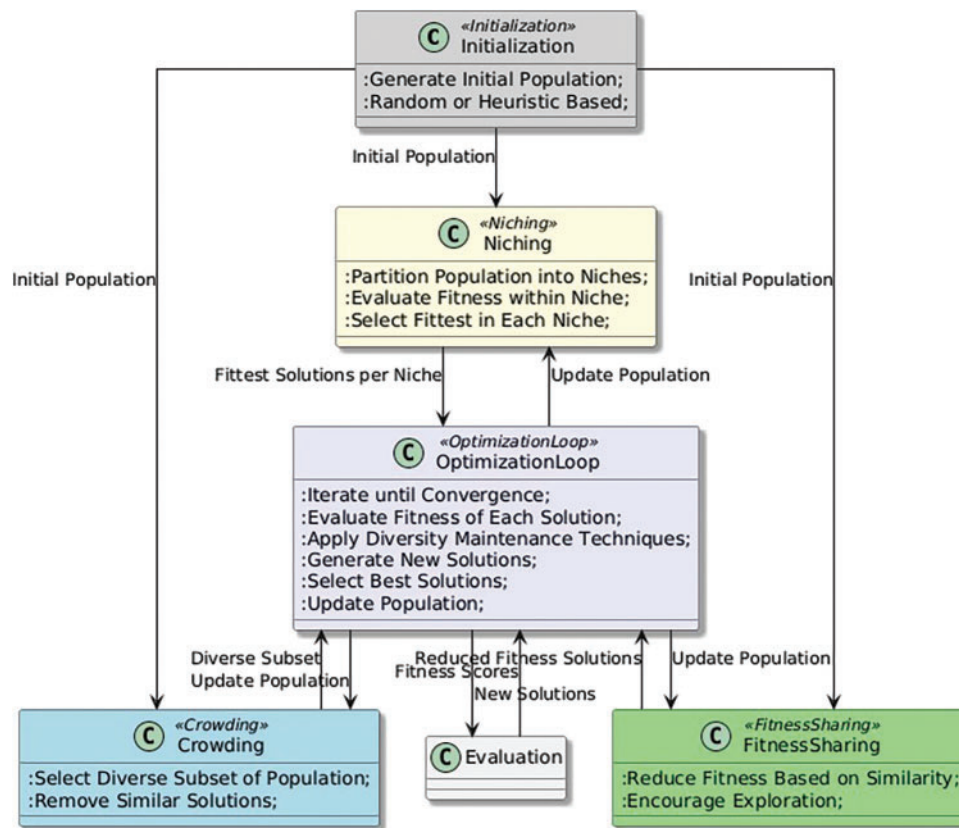 C
«Initialization»
Initialization
:Generate Initial Population;
:Random or Heuristic Based;
Initial Population
C
«Niching»
Niching
Initial Population
Initial Population
:Partition Population into Niches;
:Evaluate Fitness within Niche;
:Select Fittest in Each Niche;
Fittest Solutions per Niche
Update Population
C
«OptimizationLoop»
OptimizationLoop
:Iterate until Convergence;
:Evaluate Fitness of Each Solution;
:Apply Diversity Maintenance Techniques;
:Generate New Solutions;
:Select Best Solutions;
:Update Population;
Diverse Subset
Update Population
Fitness Scores
Reduced Fitness Solutions
New Solutions
Update Population
C
«Crowding»
Crowding
:Select Diverse Subset of Population;
:Remove Similar Solutions;
C Evaluation
C
«FitnessSharing»
FitnessSharing
:Reduce Fitness Based on Similarity;
:Encourage Exploration;